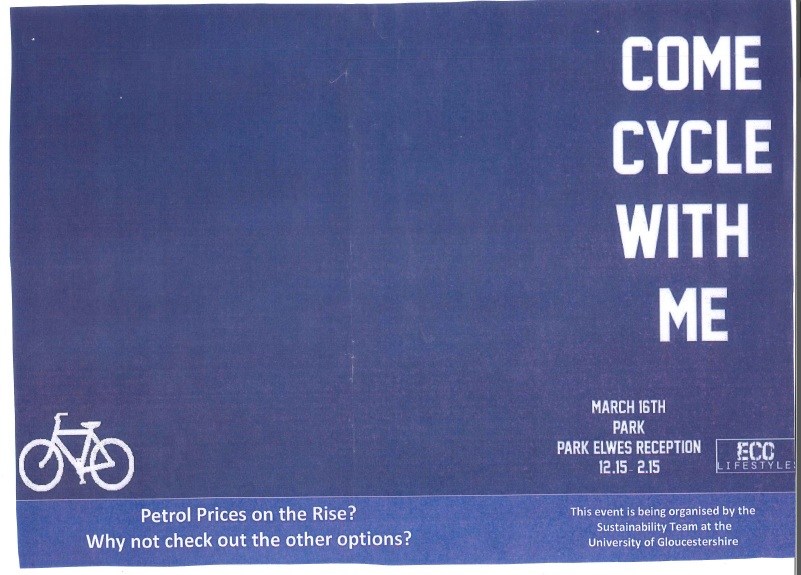 COME
CYCLE
WITH
ME
MARCH 16TH
PARK
PARK ELWES RECEPTION
12.15 - 2.15
ECO
LIFESTYLES
Petrol Prices on the Rise?
Why not check out the other options?
This event is being organised by the
Sustainability Team at the
University of Gloucestershire